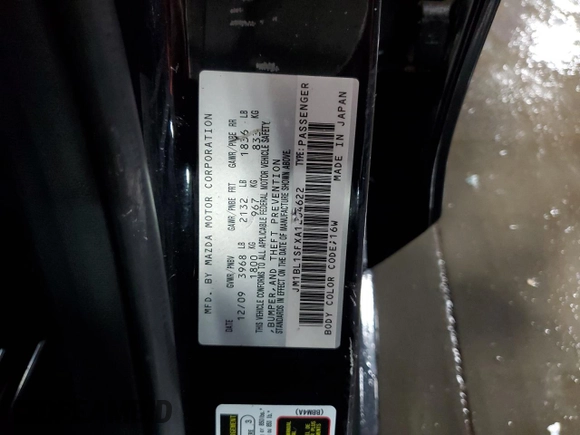 MFD. BY MAZDA MOTOR CORPORATION
DATE GVWR/PNBV GAWR/PNBE FRT GAWR/PNBE RR
12/09 3968 LB 2132 LB 1836 LB
1800 KG 967 KG 833 KG
THIS VEHICLE CONFORMS TO ALL APPLICABLE FEDERAL MOTOR VEHICLE SAFETY,
,BUMPER,AND THEFT PREVENTION
STANDARDS IN EFFECT ON THE DATE OF MANUFACTURE SHOWN ABOVE.
TYPE:PASSENGER
BODY COLOR CODE;16W
MADE IN JAPAN
(BBM4A)